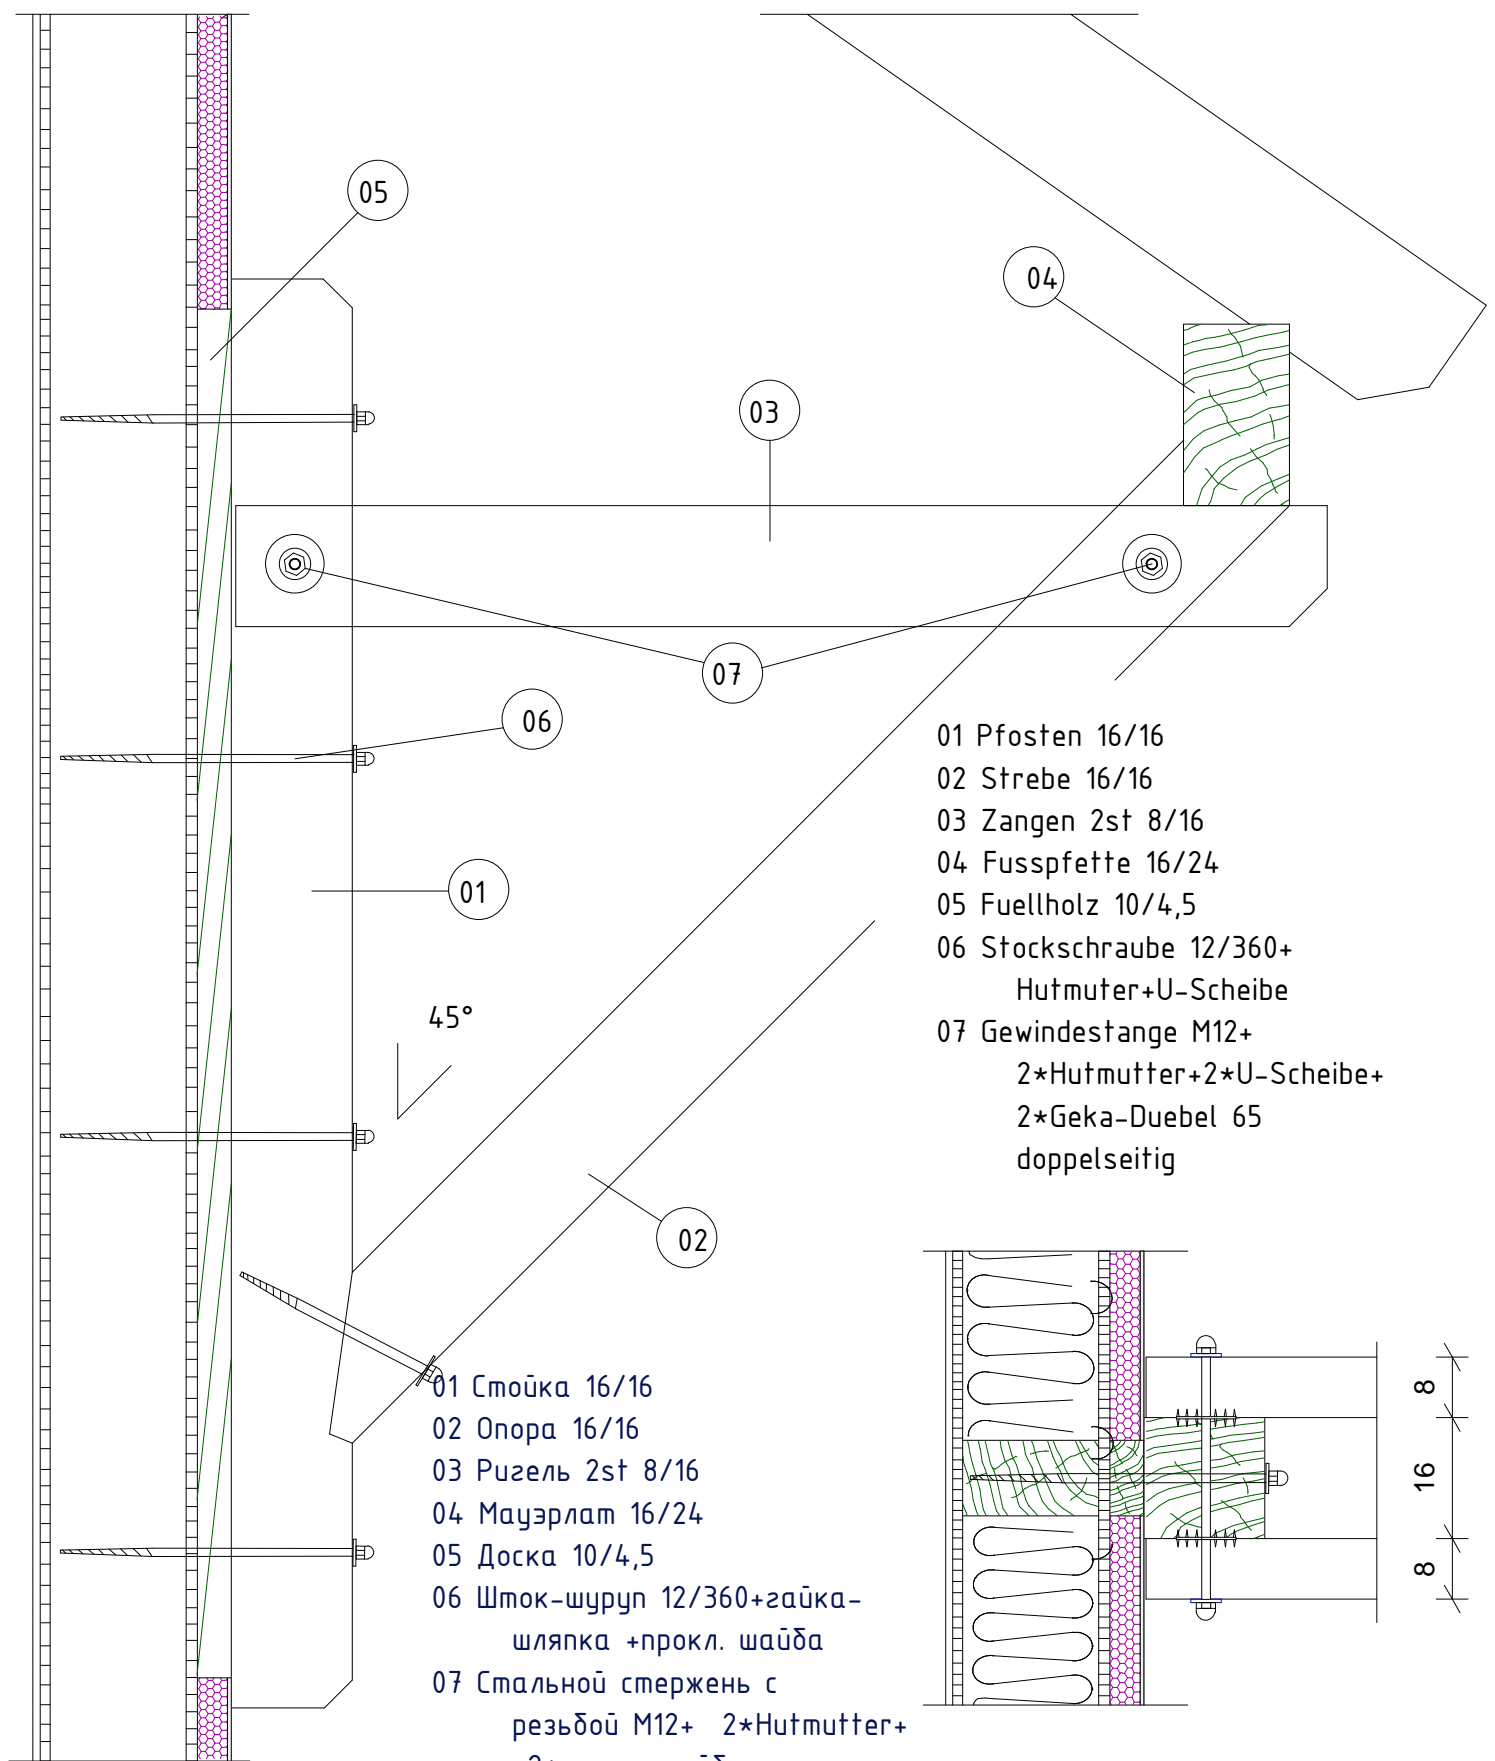 05
04
03
07
06
01
45°
02
01 Pfosten 16/16
02 Strebe 16/16
03 Zangen 2st 8/16
04 Fusspfette 16/24
05 Fuellholz 10/4,5
06 Stockschraube 12/360+
Hutmuter+U-Scheibe
07 Gewindestange M12+
2*Hutmutter+2*U-Scheibe+
2*Geka-Duebel 65
doppelseitig
01 Стойка 16/16
02 Опора 16/16
03 Ригель 2st 8/16
04 Мауэрлат 16/24
05 Доска 10/4,5
06 Шток-шуруп 12/360+гайка-
шляпка +прокл. шайба
07 Стальной стержень с
резьбой M12+ 2*Hutmutter+
8
16
8